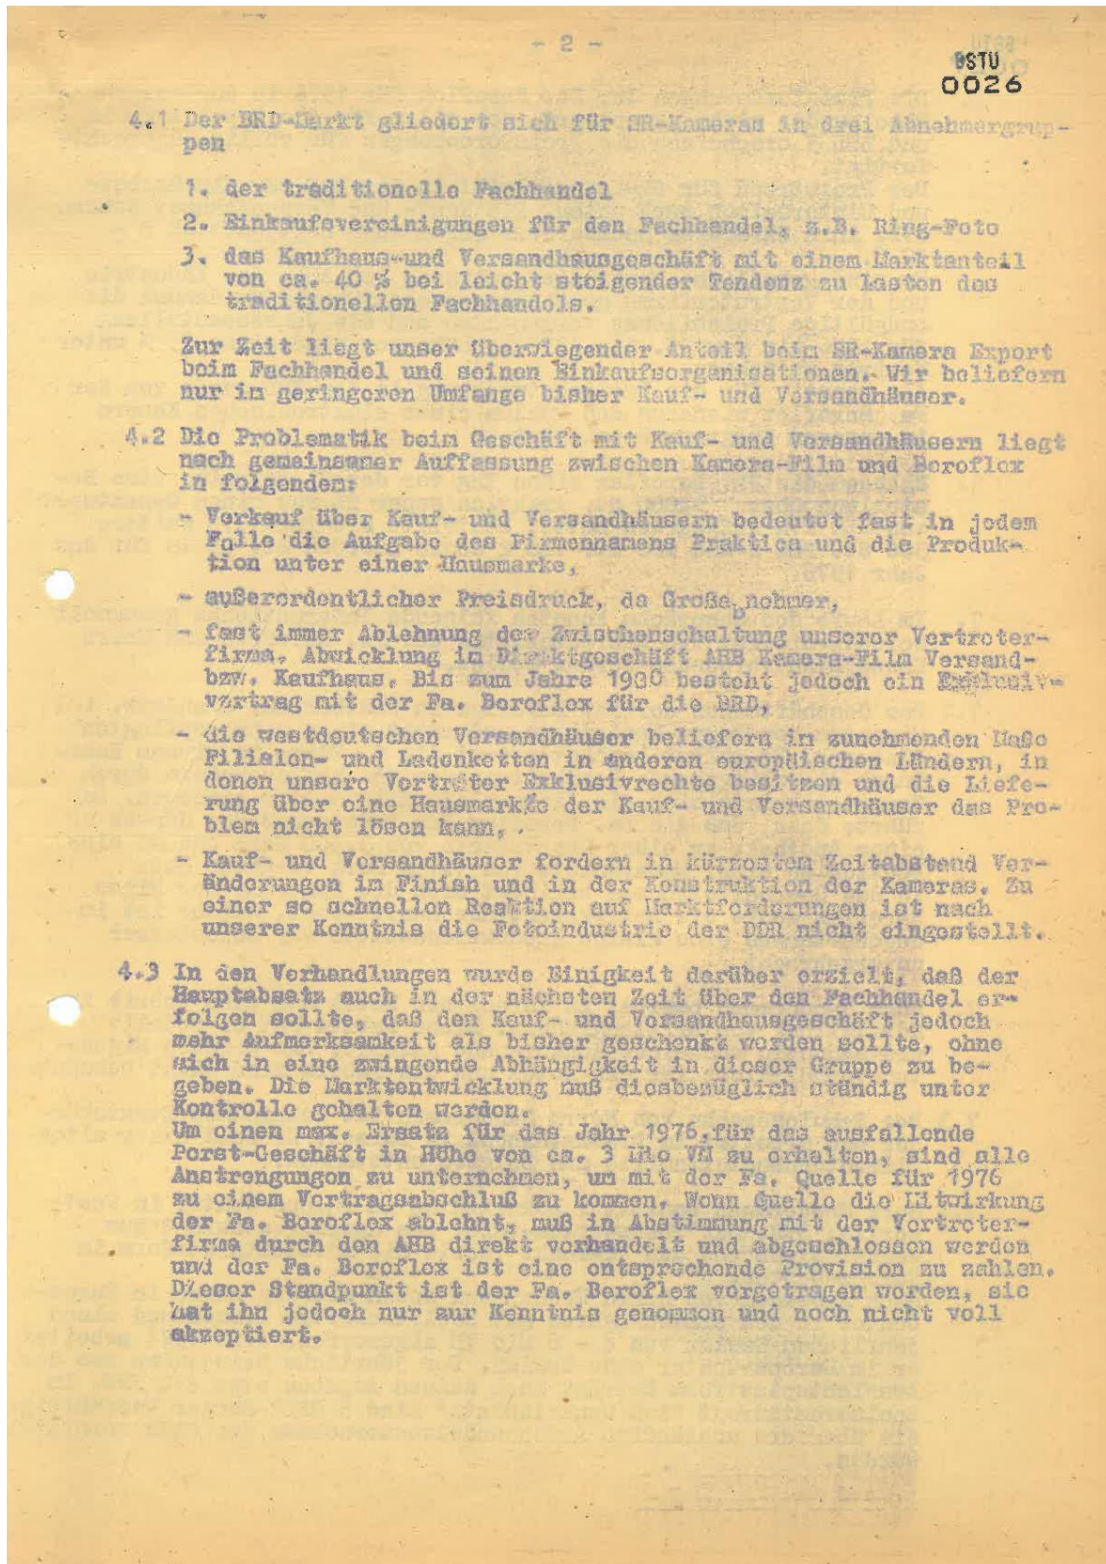 - 2 -
BSTU
0026
4.1 Der BRD-Markt gliedert sich für SR-Kameras in drei Abnehmergrup-
pen
1. der traditionelle Fachhandel
2. Einkaufsvereinigungen für den Fachhandel, z.B. Ring-Foto
3. das Kaufhaus-und Versandhausgeschäft mit einem Marktanteil
von ca. 40 % bei leicht steigender Tendenz zu Lasten des
traditionellen Fachhandels.
Zur Zeit liegt unser überwiegender Anteil beim SR-Kamera Export
beim Fachhandel und seinen Einkaufsorganisationen. Wir beliefern
nur in geringeren Umfange bisher Kauf- und Versandhäuser.
4.2 Die Problematik beim Geschäft mit Kauf- und Versandhäusern liegt
nach gemeinsamer Auffassung zwischen Kamera-Film und Beroflex
in folgendem:
- Verkauf über Kauf- und Versandhäusern bedeutet fast in jedem
Falle die Aufgabe des Firmennamens Praktica und die Produk-
tion unter einer Hausmarke,
- außerordentlicher Preisdruck, da Großabnehmer,
- fast immer Ablehnung der Zwischenschaltung unserer Vertreter-
firma. Abwicklung im Direktgeschäft AHB Kamera-Film Versand-
bzw. Kaufhaus. Bis zum Jahre 1980 besteht jedoch ein Exklusiv-
vertrag mit der Fa. Beroflex für die BRD,
- die westdeutschen Versandhäuser beliefern in zunehmenden Maße
Filialen- und Ladenketten in anderen europäischen Ländern, in
denen unsere Vertreter Exklusivrechte besitzen und die Liefe-
rung über eine Hausmarke der Kauf- und Versandhäuser das Pro-
blem nicht lösen kann,
- Kauf- und Versandhäuser fordern in kürzestem Zeitabstand Ver-
änderungen im Finish und in der Konstruktion der Kameras. Zu
einer so schnellen Reaktion auf Marktforderungen ist nach
unserer Kenntnis die Fotoindustrie der DDR nicht eingestellt.
4.3 In den Verhandlungen wurde Einigkeit darüber erzielt, daß der
Hauptabsatz auch in der nächsten Zeit über den Fachhandel er-
folgen sollte, daß den Kauf- und Versandhausgeschäft jedoch
mehr Aufmerksamkeit als bisher geschenkt werden sollte, ohne
sich in eine zwingende Abhängigkeit in dieser Gruppe zu be-
geben. Die Marktentwicklung muß diesbezüglich ständig unter
Kontrolle gehalten werden.
Um einen max. Ersatz für das Jahr 1976,für das ausfallende
Porst-Geschäft in Höhe von ca. 3 Mio VM zu erhalten, sind alle
Anstrengungen zu unternehmen, um mit der Fa. Quelle für 1976
zu einem Vertragsabschluß zu kommen. Wenn Quelle die Mitwirkung
der Fa. Beroflex ablehnt, muß in Abstimmung mit der Vertreter-
firma durch den AHB direkt verhandelt und abgeschlossen werden
und der Fa. Beroflex ist eine entsprechende Provision zu zahlen.
Dieser Standpunkt ist der Fa. Beroflex vorgetragen worden, sie
hat ihn jedoch nur zur Kenntnis genommen und noch nicht voll
akzeptiert.